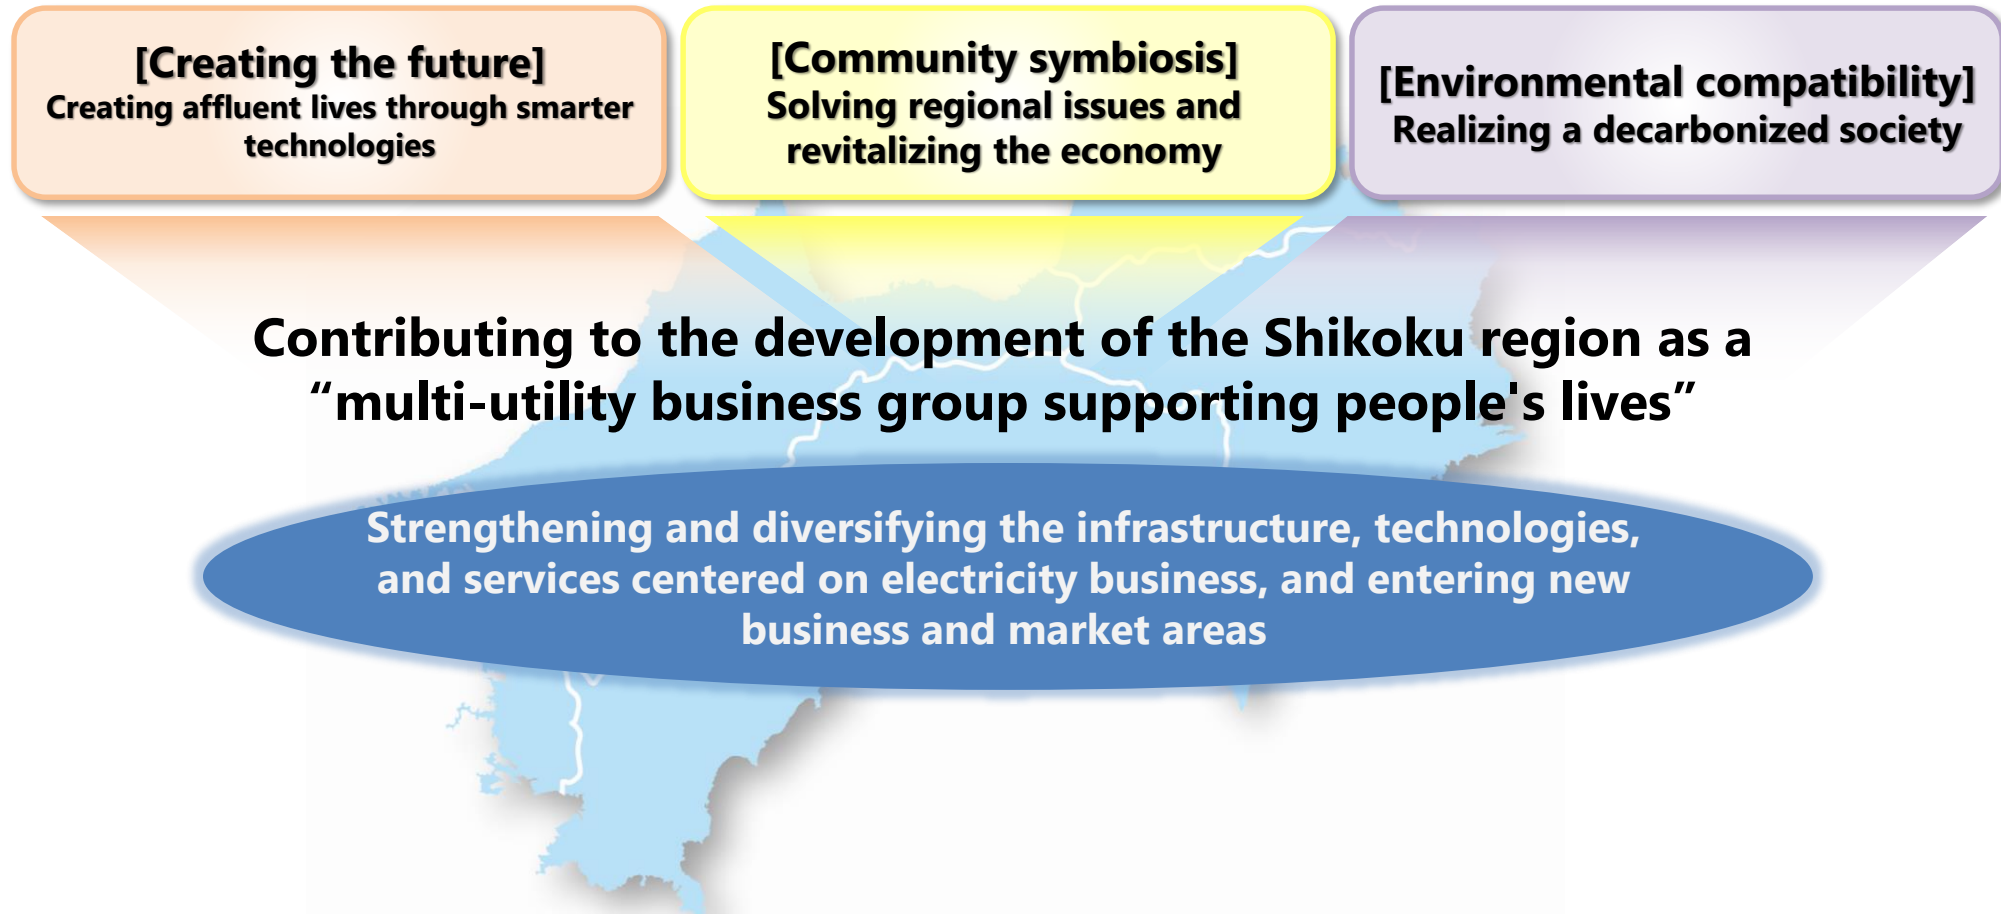 [Creating the future]
Creating affluent lives through smarter
technologies
[Community symbiosis]
Solving regional issues and
revitalizing the economy
[Environmental compatibility]
Realizing a decarbonized society
Contributing to the development of the Shikoku region as a
“multi-utility business group supporting people's lives”
Strengthening and diversifying the infrastructure, technologies,
and services centered on electricity business, and entering new
business and market areas